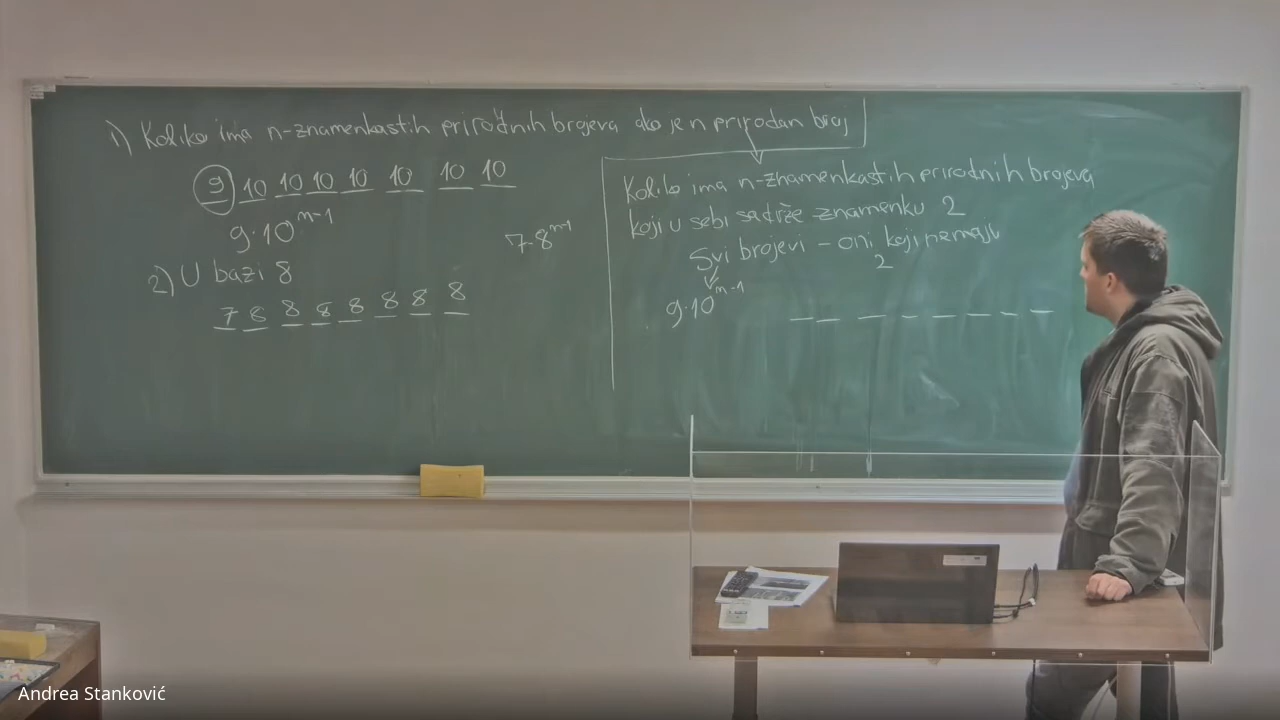 1) Koliko ima n-znamenkastih prirodnih brojeva ako je n prirodan broj
9 10 10 10 10 10 10 10
9·10^n-1
2) U bazi 8
7 8 8 8 8 8 8 8
7·8^n-1
Koliko ima n-znamenkastih prirodnih brojeva
koji u sebi sadrže znamenku 2
Svi brojevi - oni koji nemaju
2
9·10^n-1
Andrea Stanković